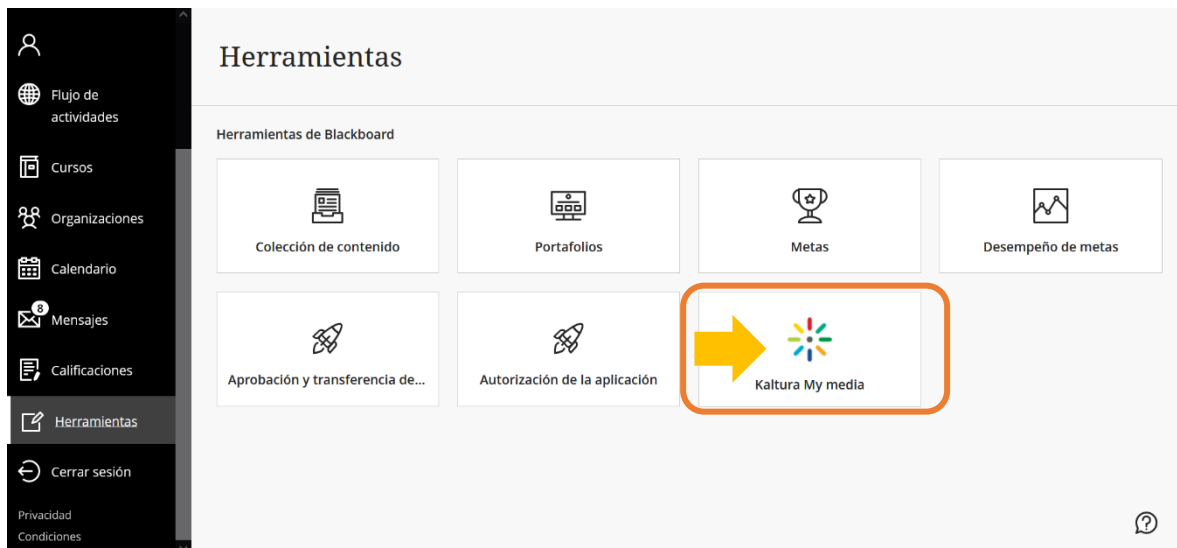 Herramientas
Flujo de
actividades
Cursos
Organizaciones
Calendario
8
Mensajes
Calificaciones
Herramientas
Cerrar sesión
Privacidad
Condiciones
Herramientas de Blackboard
Colección de contenido
Portafolios
Metas
Desempeño de metas
Aprobación y transferencia de...
Autorización de la aplicación
Kaltura My media